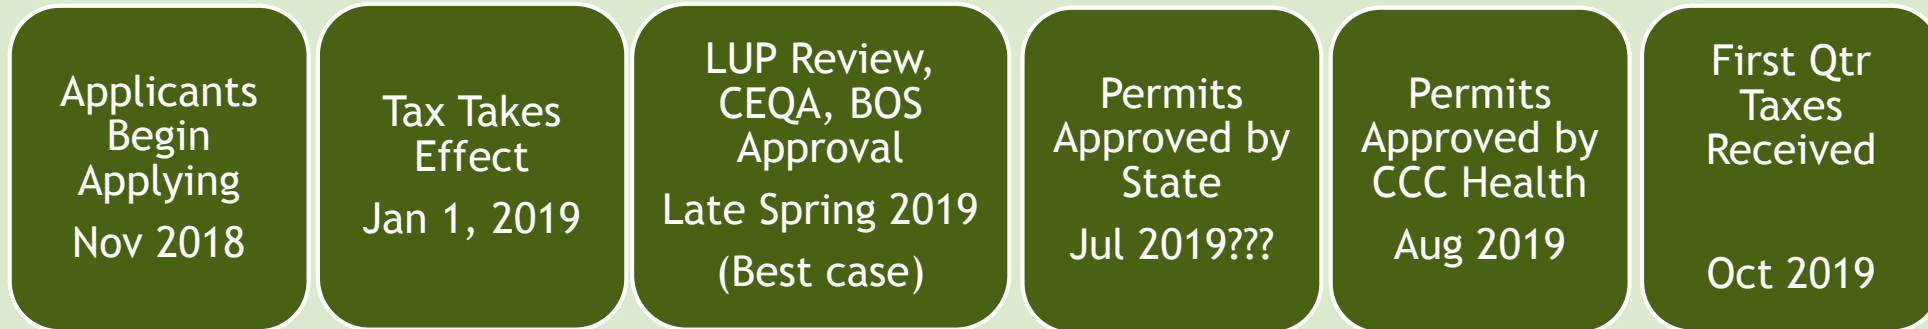 Applicants
Begin
Applying
Nov 2018
Tax Takes
Effect
Jan 1, 2019
LUP Review,
CEQA, BOS
Approval
Late Spring 2019
(Best case)
Permits
Approved by
State
Jul 2019???
Permits
Approved by
CCC Health
Aug 2019
First Qtr
Taxes
Received
Oct 2019